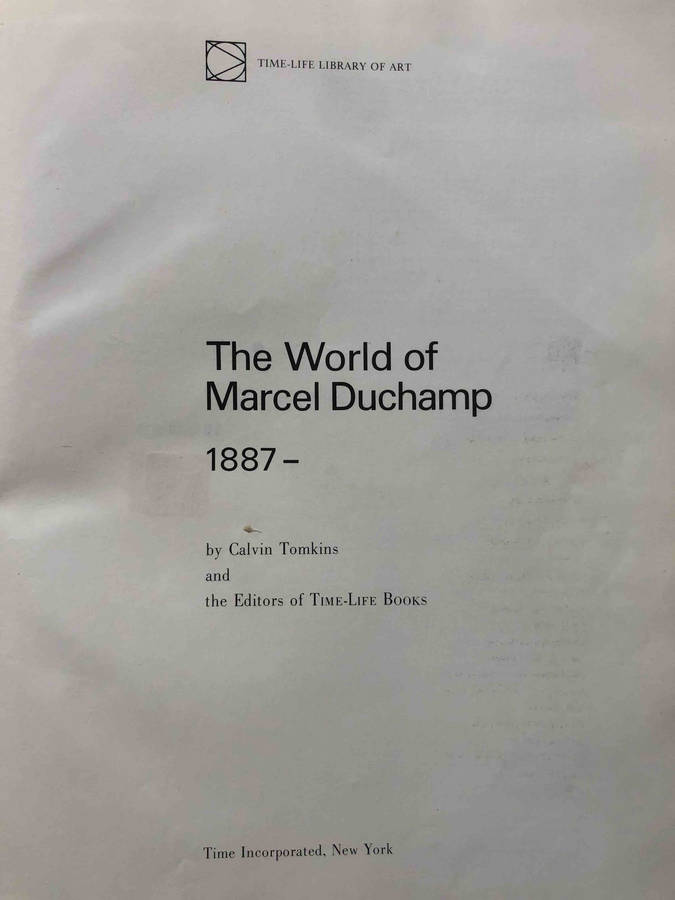 TIME-LIFE LIBRARY OF ART
The World of
Marcel Duchamp
1887 –
by Calvin Tomkins
and
the Editors of TIME-LIFE BOOKS
Time Incorporated, New York